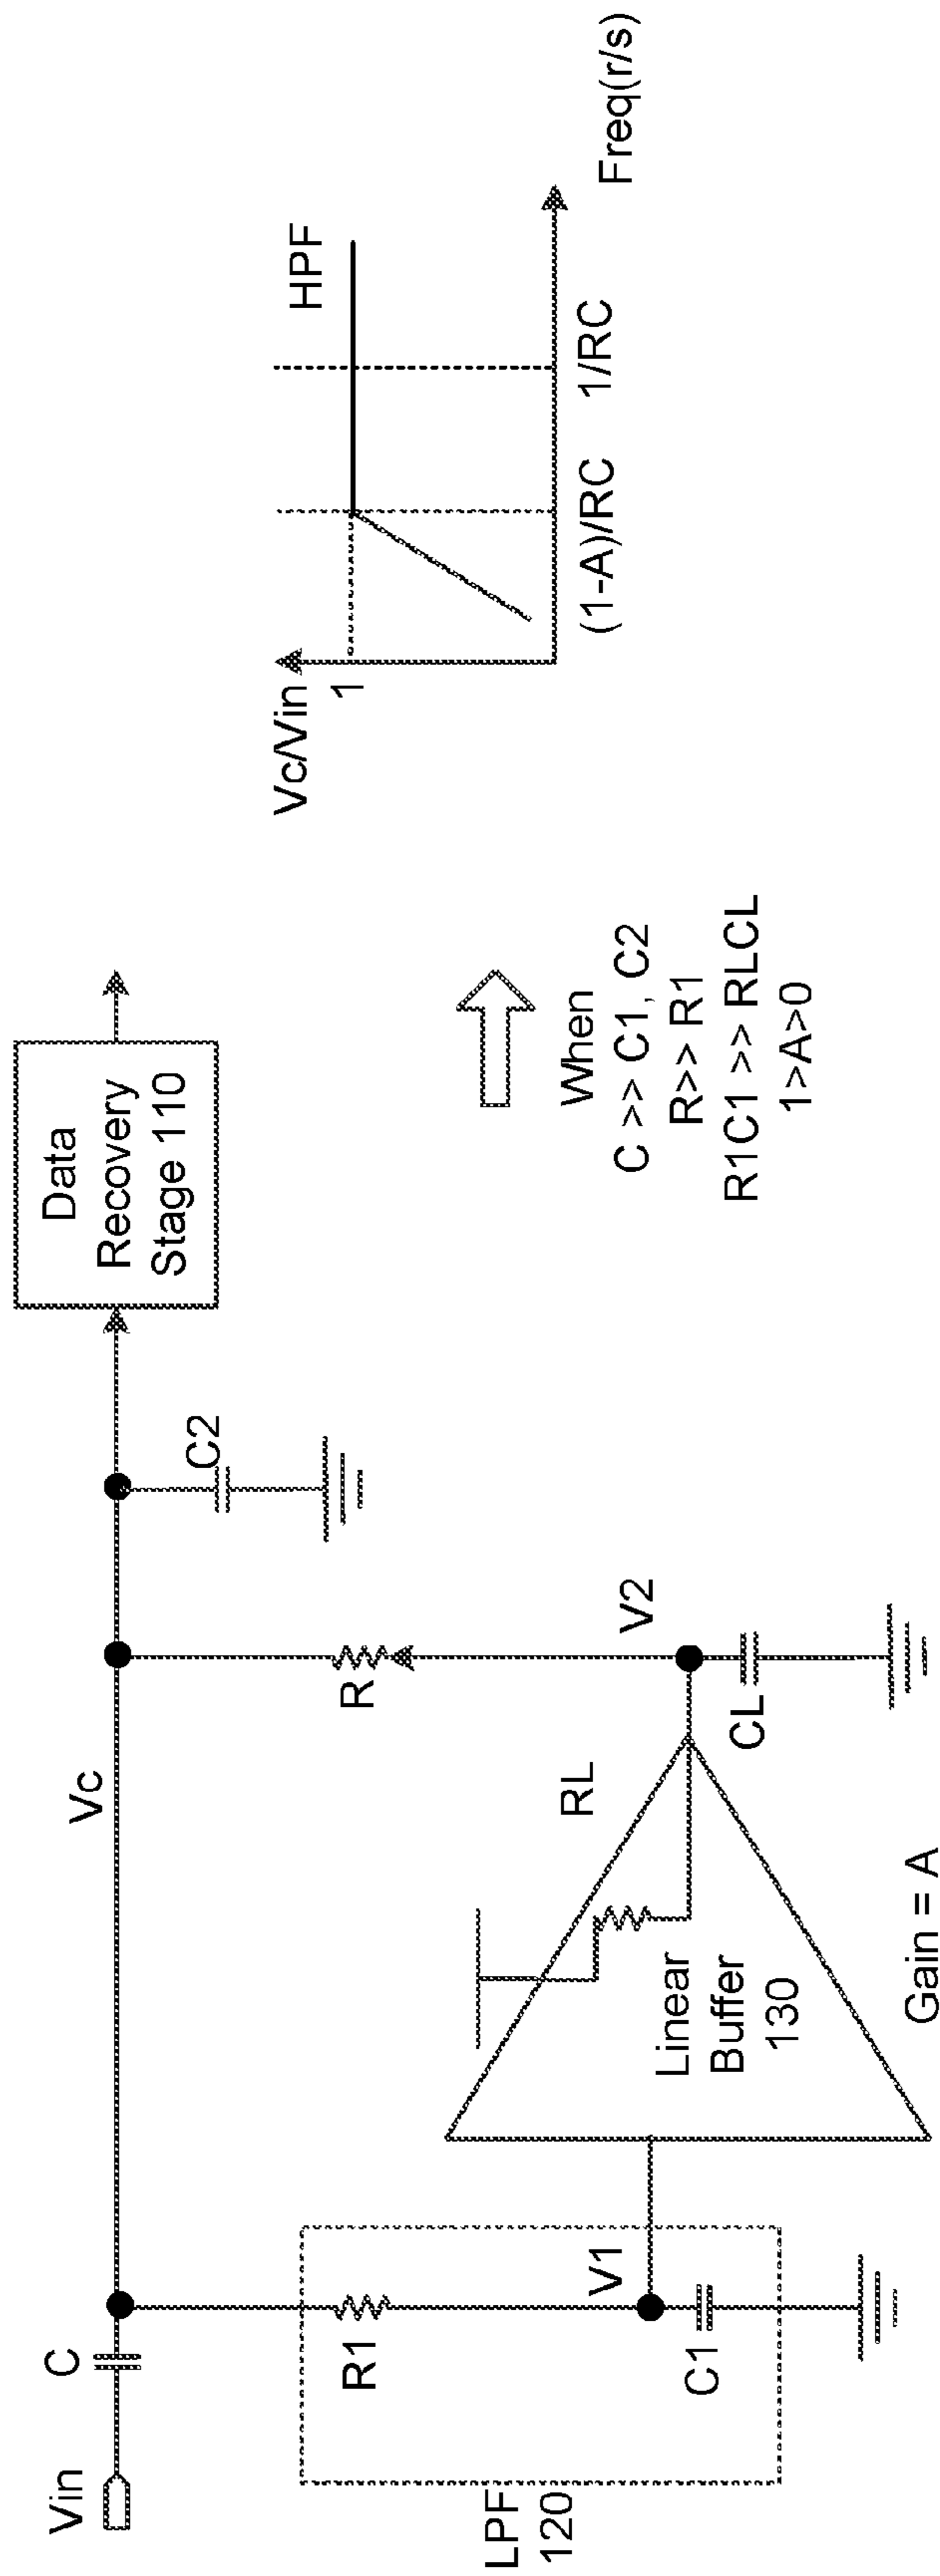 Vin
C
Vc
Data
Recovery
Stage 110
C2
R
R1
LPF
120
V1
C1
Linear
Buffer
130
RL
V2
CL
Gain = A
When
C >> C1, C2
R>> R1
R1C1 >> RLCL
1>A>0
Vc/Vin
1
HPF
(1-A)/RC
1/RC
Freq(r/s)